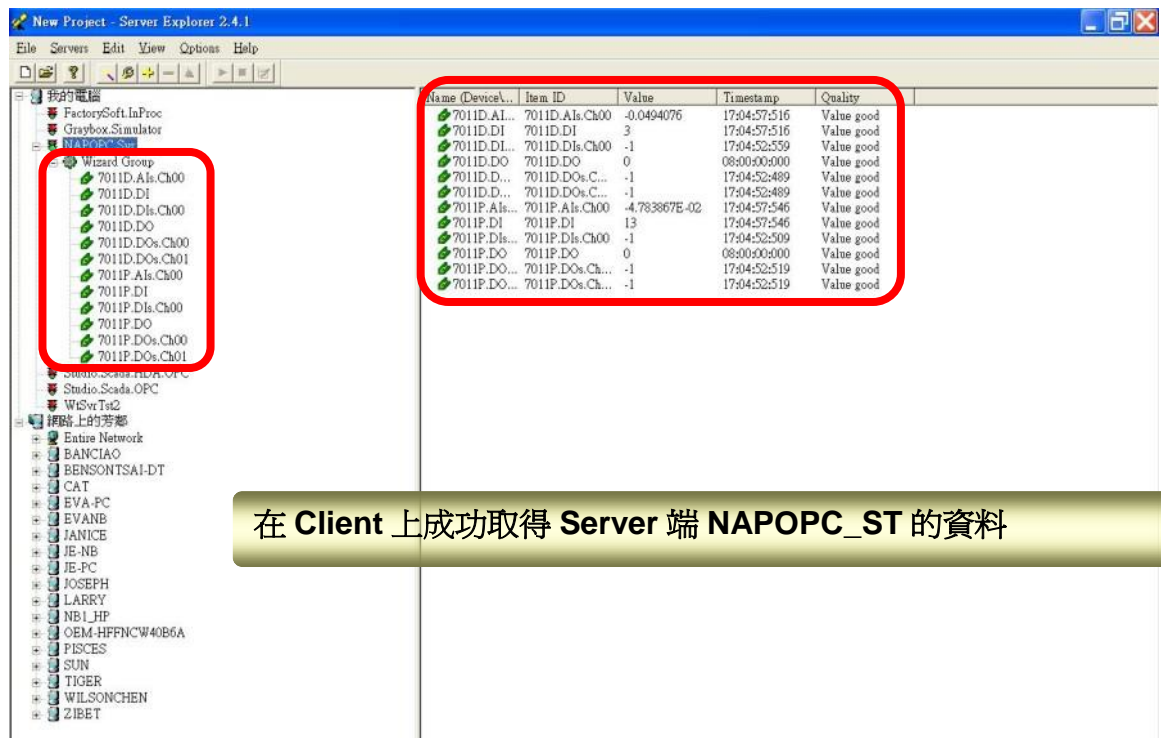 New Project - Server Explorer 2.4.1
File Servers Edit View Options Help
我的電腦
FactorySoft.InProc
Graybox.Simulator
NAPOPC.Svr
Wizard Group
7011D.AIs.Ch00
7011D.DI
7011D.DIs.Ch00
7011D.DO
7011D.DOs.Ch00
7011D.DOs.Ch01
7011P.AIs.Ch00
7011P.DI
7011P.DIs.Ch00
7011P.DO
7011P.DOs.Ch00
7011P.DOs.Ch01
Studio.Scada.HDA.OPC
Studio.Scada.OPC
WtSvrTst2
網路上的芳鄰
Entire Network
BANCIAO
BENSONTSAI-DT
CAT
EVA-PC
EVANB
JANICE
JE-NB
JE-PC
JOSEPH
LARRY
NB1_HP
OEM-HFFNCW40B6A
PISCES
SUN
TIGER
WILSONCHEN
ZIBET
Name (Device\... Item ID Value Timestamp Quality
7011D.AI... 7011D.AIs.Ch00 -0.0494076 17:04:57:516 Value good
7011D.DI 7011D.DI 3 17:04:57:516 Value good
7011D.DI... 7011D.DIs.Ch00 -1 17:04:52:559 Value good
7011D.DO 7011D.DO 0 08:00:00:000 Value good
7011D.D... 7011D.DOs.C... -1 17:04:52:489 Value good
7011D.D... 7011D.DOs.C... -1 17:04:52:489 Value good
7011P.AIs... 7011P.AIs.Ch00 -4.783867E-02 17:04:57:546 Value good
7011P.DI 7011P.DI 13 17:04:57:546 Value good
7011P.DIs... 7011P.DIs.Ch00 -1 17:04:52:509 Value good
7011P.DO 7011P.DO 0 08:00:00:000 Value good
7011P.DO... 7011P.DOs.Ch... -1 17:04:52:519 Value good
7011P.DO... 7011P.DOs.Ch... -1 17:04:52:519 Value good
在 Client 上成功取得 Server 端 NAPOPC_ST 的資料